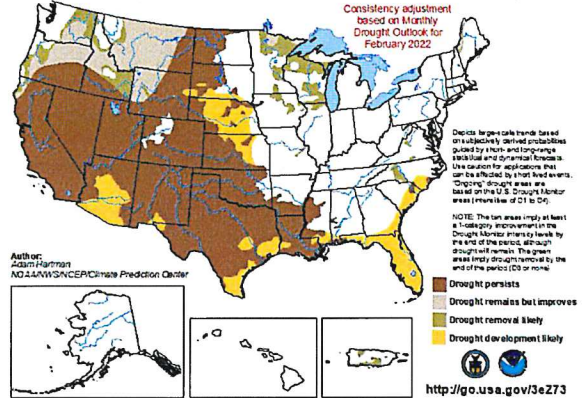 Consistency adjustment
based on Monthly
Drought Outlook for
February 2022
Depicts large-scale trends based
on subjectively derived probabilities
guided by short- and long-range
statistical and dynamical forecasts.
Use caution for applications that
can be affected by short lived events.
"Ongoing" drought areas are
based on the U.S. Drought Monitor
areas (intensities of D1 to D4).
NOTE: The tan areas imply at least
a 1-category improvement in the
Drought Monitor intensity levels by
the end of the period, although
drought will remain. The green
areas imply drought removal by the
end of the period (D0 or none)
Author:
Adam Hartman
NOAA/NWS/NCEP/Climate Prediction Center
Drought persists
Drought remains but improves
Drought removal likely
Drought development likely
http://go.usa.gov/3eZ73